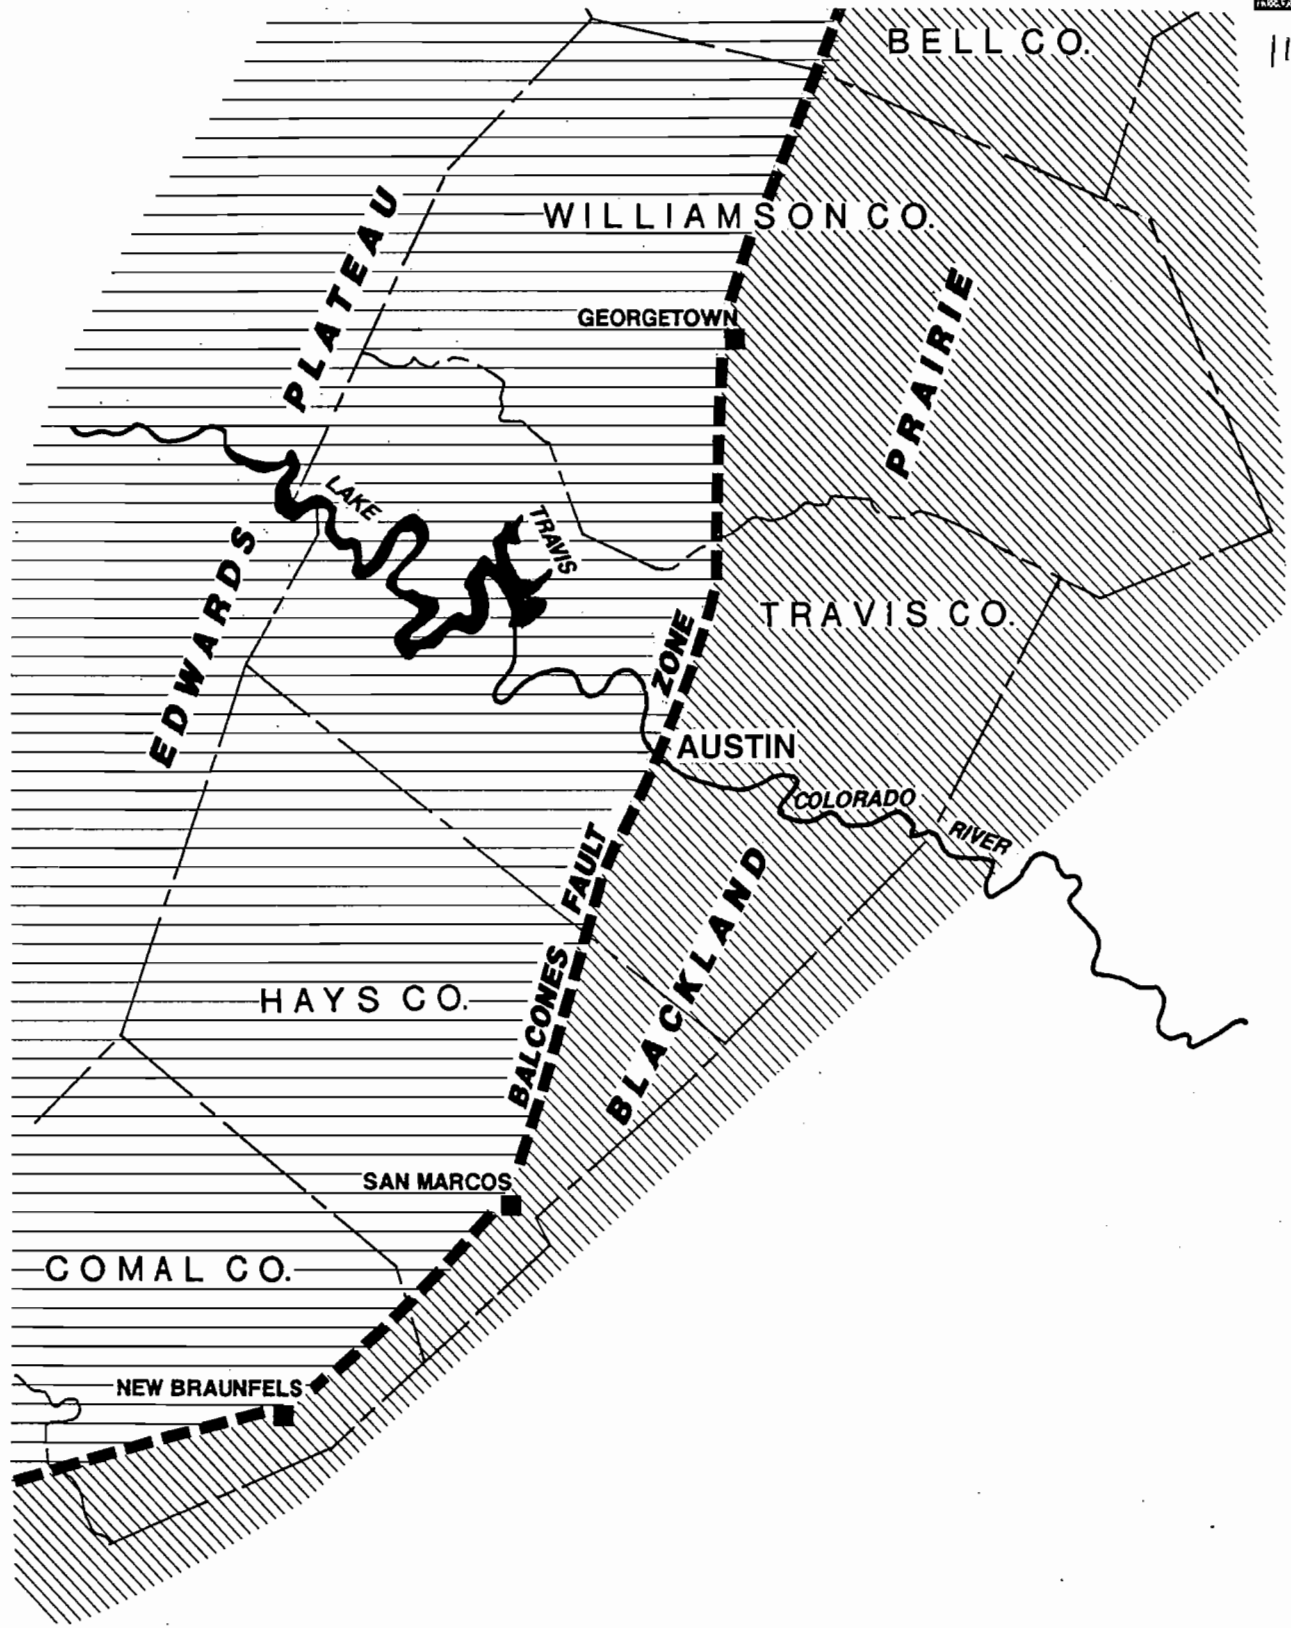 BELL CO.
11
WILLIAMSON CO.
PLATEAU
PRAIRIE
GEORGETOWN
LAKE
TRAVIS
EDWARDS
ZONE
TRAVIS CO.
AUSTIN
COLORADO
RIVER
FAULT
BLACKLAND
BALCONES
HAYS CO.
SAN MARCOS
COMAL CO.
NEW BRAUNFELS